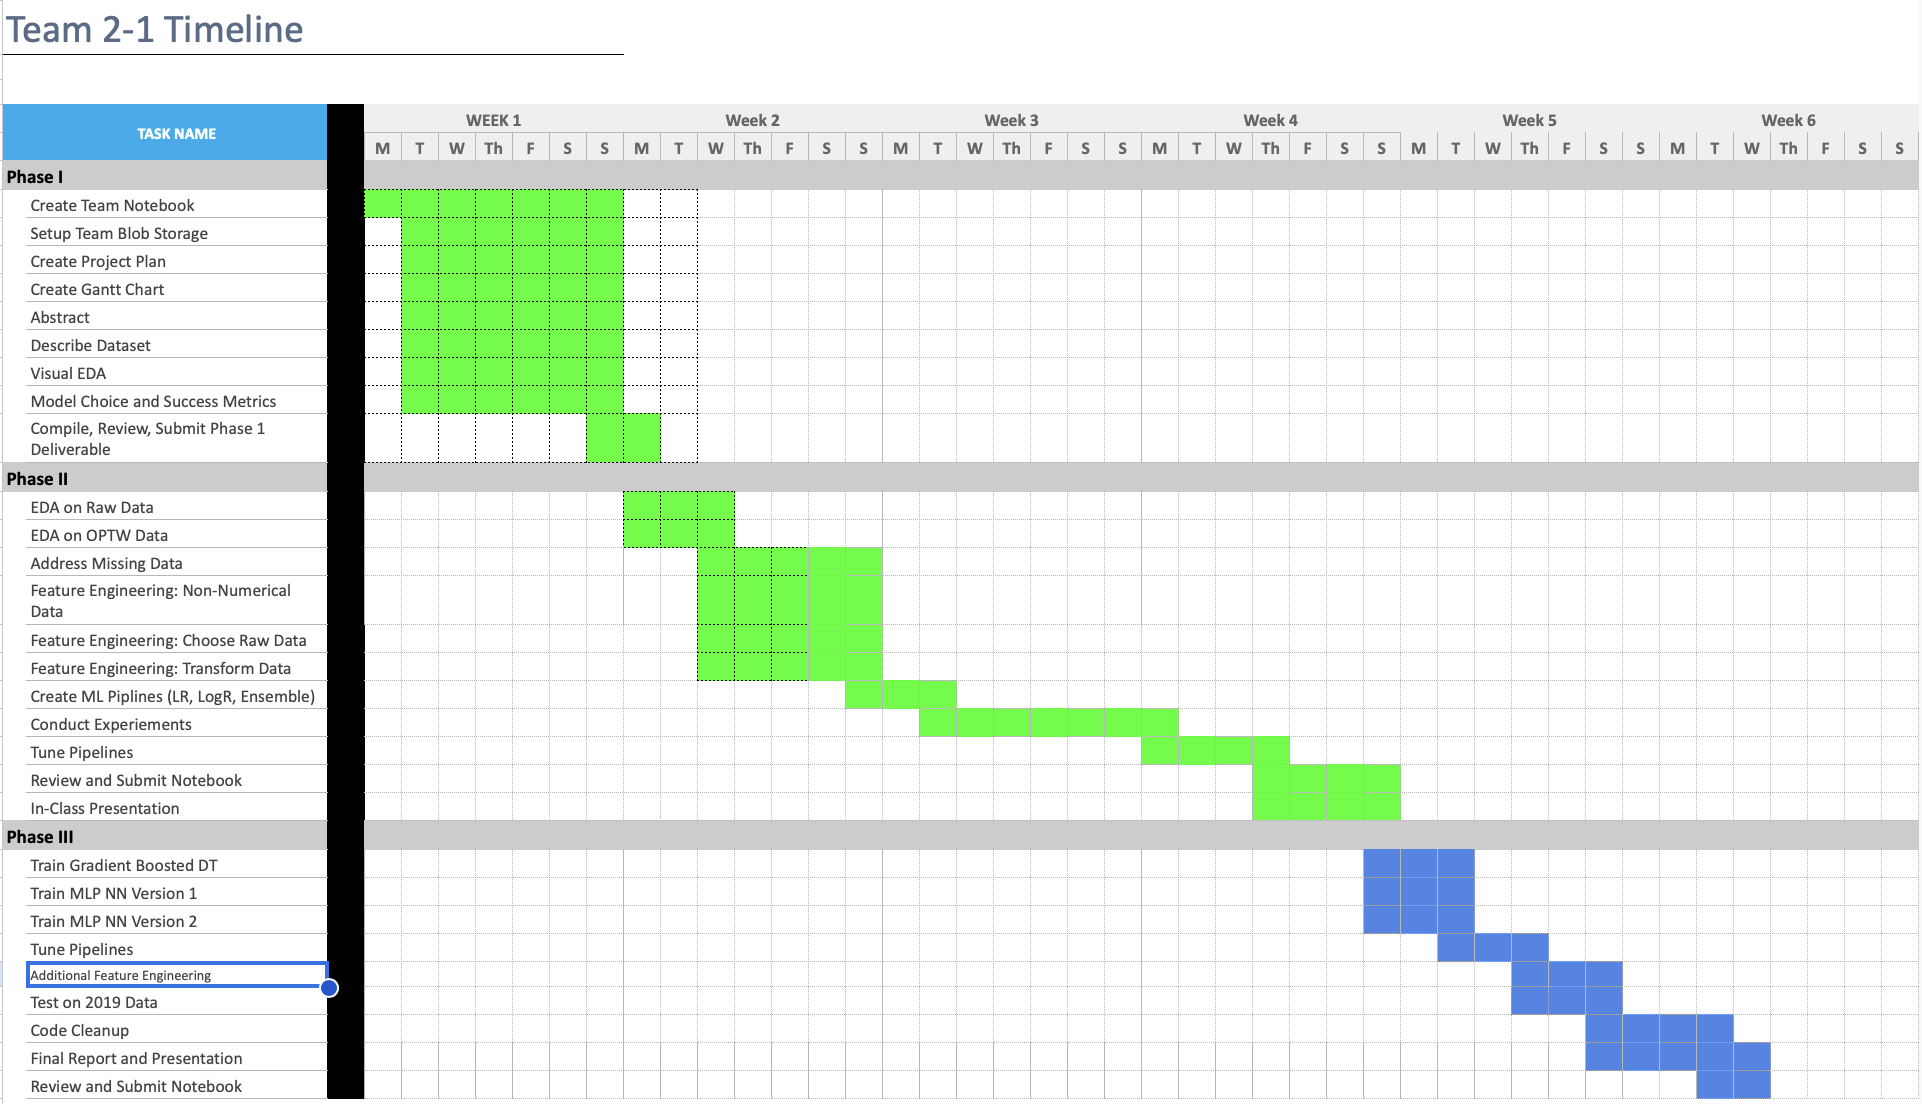 Team 2-1 Timeline
TASK NAME
WEEK 1 Week 2 Week 3 Week 4 Week 5 Week 6
M T W Th F S S M T W Th F S S M T W Th F S S M T W Th F S S M T W Th F S S M T W Th F S S
Phase I
Create Team Notebook
Setup Team Blob Storage
Create Project Plan
Create Gantt Chart
Abstract
Describe Dataset
Visual EDA
Model Choice and Success Metrics
Compile, Review, Submit Phase 1
Deliverable
Phase II
EDA on Raw Data
EDA on OPTW Data
Address Missing Data
Feature Engineering: Non-Numerical
Data
Feature Engineering: Choose Raw Data
Feature Engineering: Transform Data
Create ML Piplines (LR, LogR, Ensemble)
Conduct Experiements
Tune Pipelines
Review and Submit Notebook
In-Class Presentation
Phase III
Train Gradient Boosted DT
Train MLP NN Version 1
Train MLP NN Version 2
Tune Pipelines
Additional Feature Engineering
Test on 2019 Data
Code Cleanup
Final Report and Presentation
Review and Submit Notebook